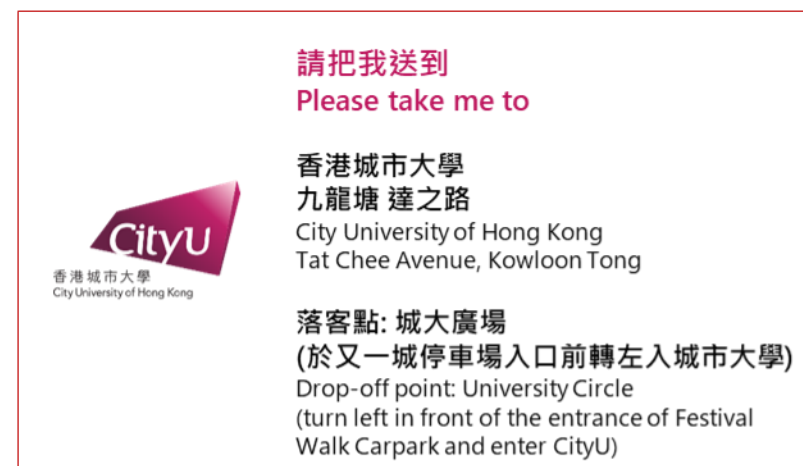 請把我送到
Please take me to
香港城市大學
九龍塘 達之路
City University of Hong Kong
Tat Chee Avenue, Kowloon Tong
CityU
香港城市大學
City University of Hong Kong
落客點: 城大廣場
(於又一城停車場入口前轉左入城市大學)
Drop-off point: University Circle
(turn left in front of the entrance of Festival
Walk Carpark and enter CityU)